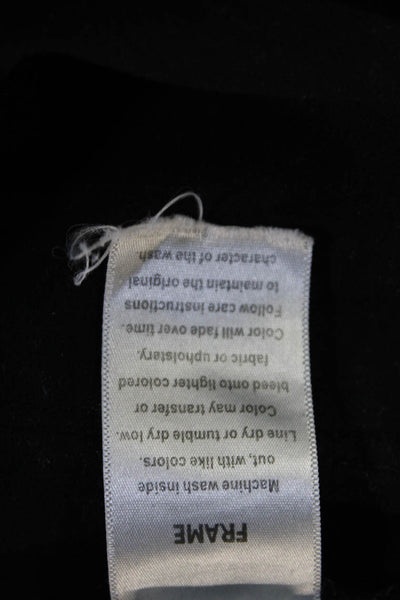 FRAME
Machine wash inside
out, with like colors.
Line dry or tumble dry low.
Color may transfer or
bleed onto lighter colored
fabric or upholstery.
Color will fade over time.
Follow care instructions
to maintain the original
character of the wash.